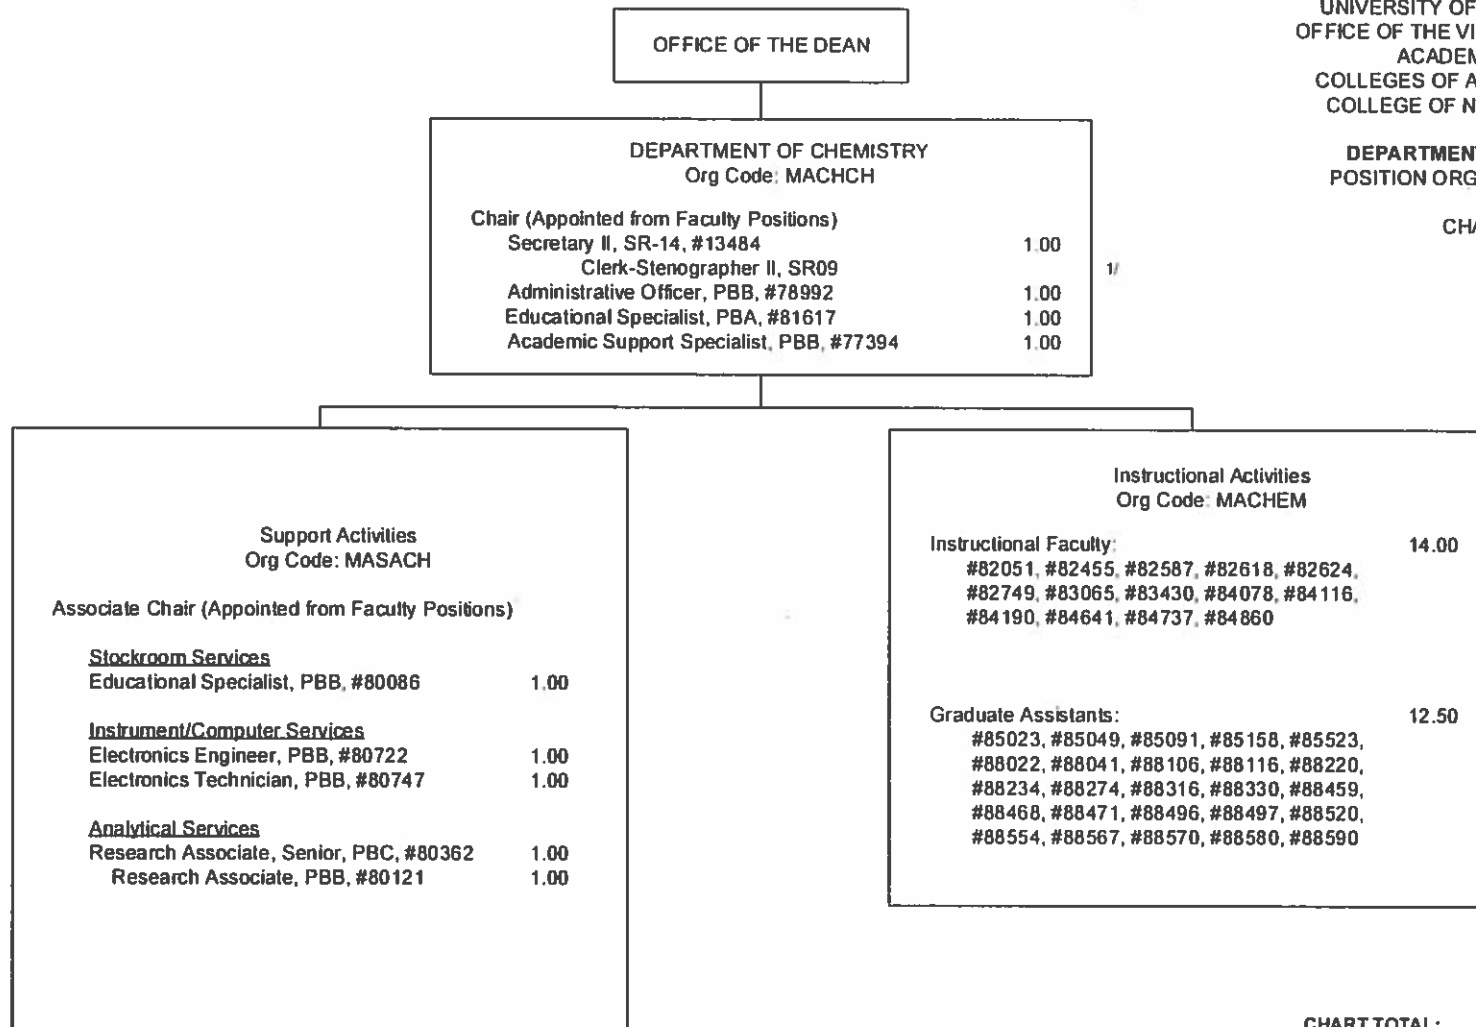 UNIVERSITY OF
OFFICE OF THE VI
ACADEM
COLLEGES OF A
COLLEGE OF N
DEPARTMENT
POSITION ORG
CHA
OFFICE OF THE DEAN
DEPARTMENT OF CHEMISTRY
Org Code: MACHCH
Chair (Appointed from Faculty Positions)
Secretary II, SR-14, #13484 1.00
Clerk-Stenographer II, SR09 1/
Administrative Officer, PBB, #78992 1.00
Educational Specialist, PBA, #81617 1.00
Academic Support Specialist, PBB, #77394 1.00
Support Activities
Org Code: MASACH
Associate Chair (Appointed from Faculty Positions)
Stockroom Services
Educational Specialist, PBB, #80086 1.00
Instrument/Computer Services
Electronics Engineer, PBB, #80722 1.00
Electronics Technician, PBB, #80747 1.00
Analytical Services
Research Associate, Senior, PBC, #80362 1.00
Research Associate, PBB, #80121 1.00
Instructional Activities
Org Code: MACHEM
Instructional Faculty: 14.00
#82051, #82455, #82587, #82618, #82624,
#82749, #83065, #83430, #84078, #84116,
#84190, #84641, #84737, #84860
Graduate Assistants: 12.50
#85023, #85049, #85091, #85158, #85523,
#88022, #88041, #88106, #88116, #88220,
#88234, #88274, #88316, #88330, #88459,
#88468, #88471, #88496, #88497, #88520,
#88554, #88567, #88570, #88580, #88590
CHART TOTAL: